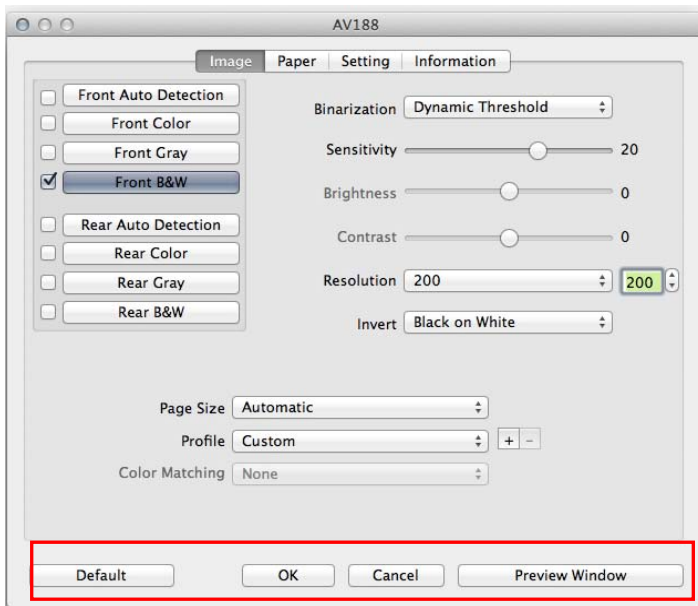 AV188
Image Paper Setting Information
Front Auto Detection
Front Color
Front Gray
Front B&W
Rear Auto Detection
Rear Color
Rear Gray
Rear B&W
Binarization Dynamic Threshold
Sensitivity 20
Brightness 0
Contrast 0
Resolution 200 200
Invert Black on White
Page Size Automatic
Profile Custom + -
Color Matching None
Default OK Cancel Preview Window